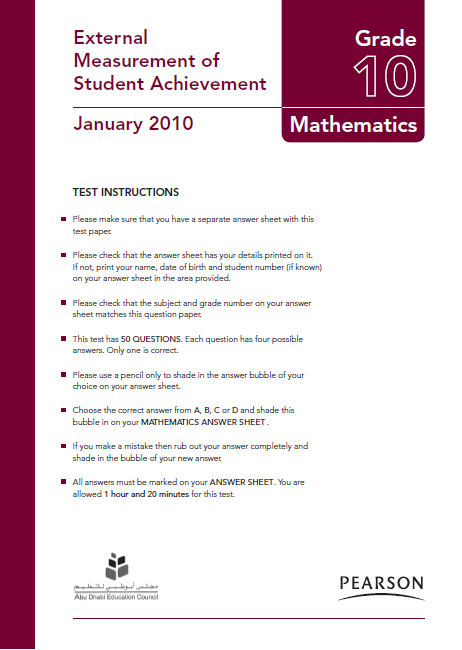 External
Measurement of
Student Achievement
January 2010
Grade
10
Mathematics
TEST INSTRUCTIONS
Please make sure that you have a separate answer sheet with this
test paper.
Please check that the answer sheet has your details printed on it.
If not, print your name, date of birth and student number (if known)
on your answer sheet in the area provided.
Please check that the subject and grade number on your answer
sheet matches this question paper.
This test has 50 QUESTIONS. Each question has four possible
answers. Only one is correct.
Please use a pencil only to shade in the answer bubble of your
choice on your answer sheet.
Choose the correct answer from A, B, C or D and shade this
bubble in on your MATHEMATICS ANSWER SHEET .
If you make a mistake then rub out your answer completely and
shade in the bubble of your new answer.
All answers must be marked on your ANSWER SHEET. You are
allowed 1 hour and 20 minutes for this test.
مجلس أبوظبي للتعليم
Abu Dhabi Education Council
PEARSON